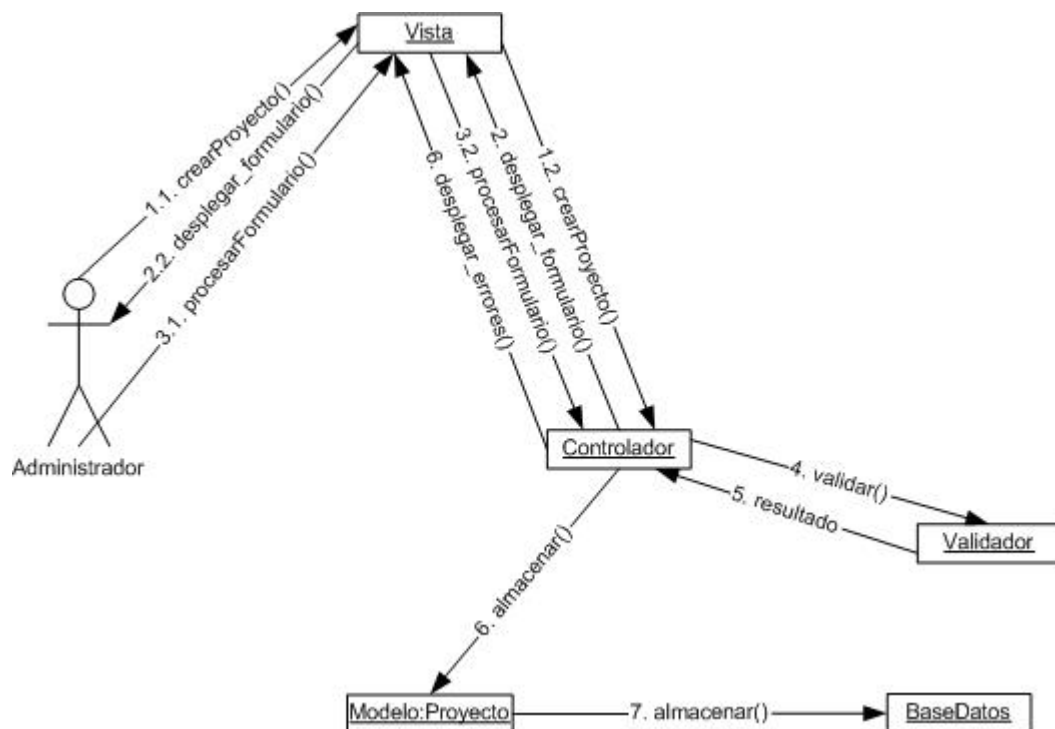 Vista
1.1. crearProyecto()
2.2. desplegar_formulario()
3.1. procesarFormulario()
6. desplegar_errores()
3.2. procesarFormulario()
2. desplegar_formulario()
1.2. crearProyecto()
Administrador
Controlador
4. validar()
5. resultado
Validador
6. almacenar()
Modelo:Proyecto
7. almacenar()
BaseDatos